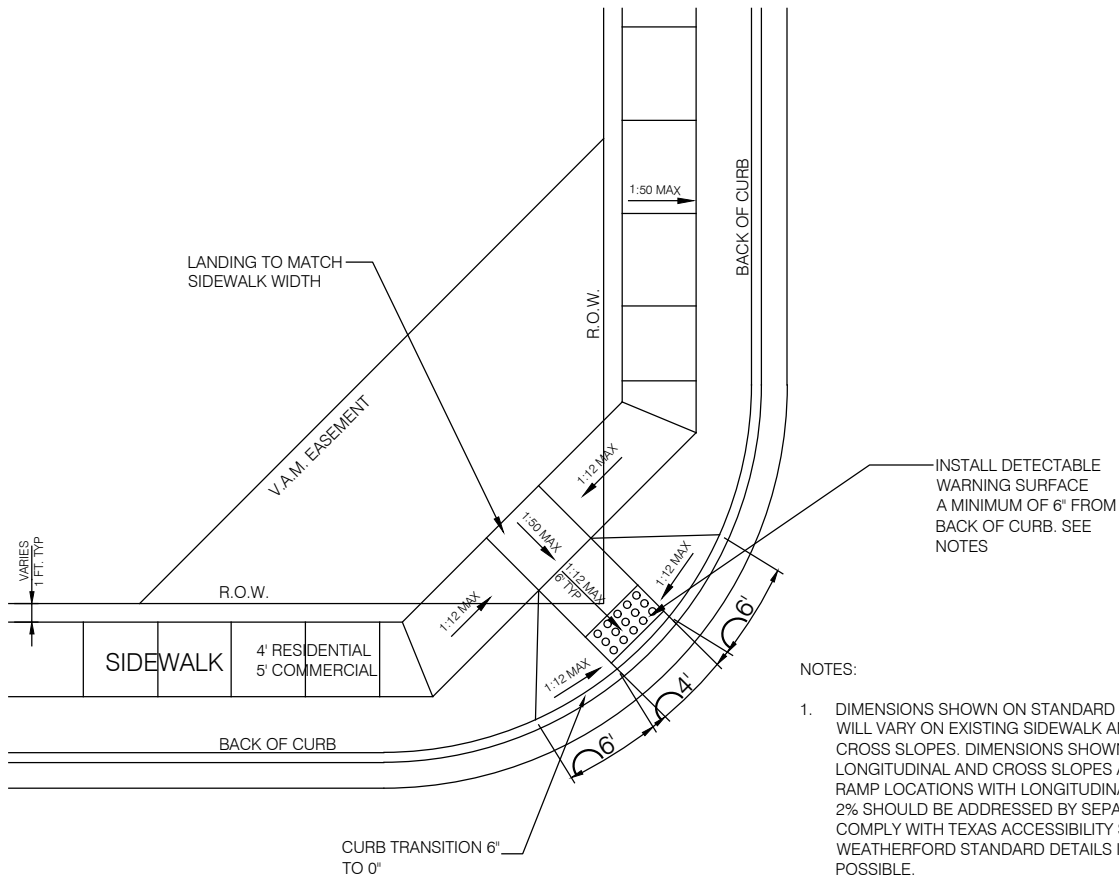 1:50 MAX
BACK OF CURB
LANDING TO MATCH
SIDEWALK WIDTH
R.O.W.
V.A.M. EASEMENT
1:12 MAX
INSTALL DETECTABLE
WARNING SURFACE
A MINIMUM OF 6" FROM
BACK OF CURB. SEE
NOTES
1:50 MAX
1:12 MAX
6' TYP
1:12 MAX
VARIES
1 FT. TYP
R.O.W.
1:12 MAX
6'
SIDEWALK
4' RESIDENTIAL
5' COMMERCIAL
1:12 MAX
4'
BACK OF CURB
6'
CURB TRANSITION 6"
TO 0"
NOTES:
1. DIMENSIONS SHOWN ON STANDARD
WILL VARY ON EXISTING SIDEWALK
CROSS SLOPES. DIMENSIONS SHOWN
LONGITUDINAL AND CROSS SLOPES
RAMP LOCATIONS WITH
2% SHOULD BE ADDRESSED BY
COMPLY WITH TEXAS ACCESSIBILITY
WEATHERFORD STANDARD DETAILS
POSSIBLE.